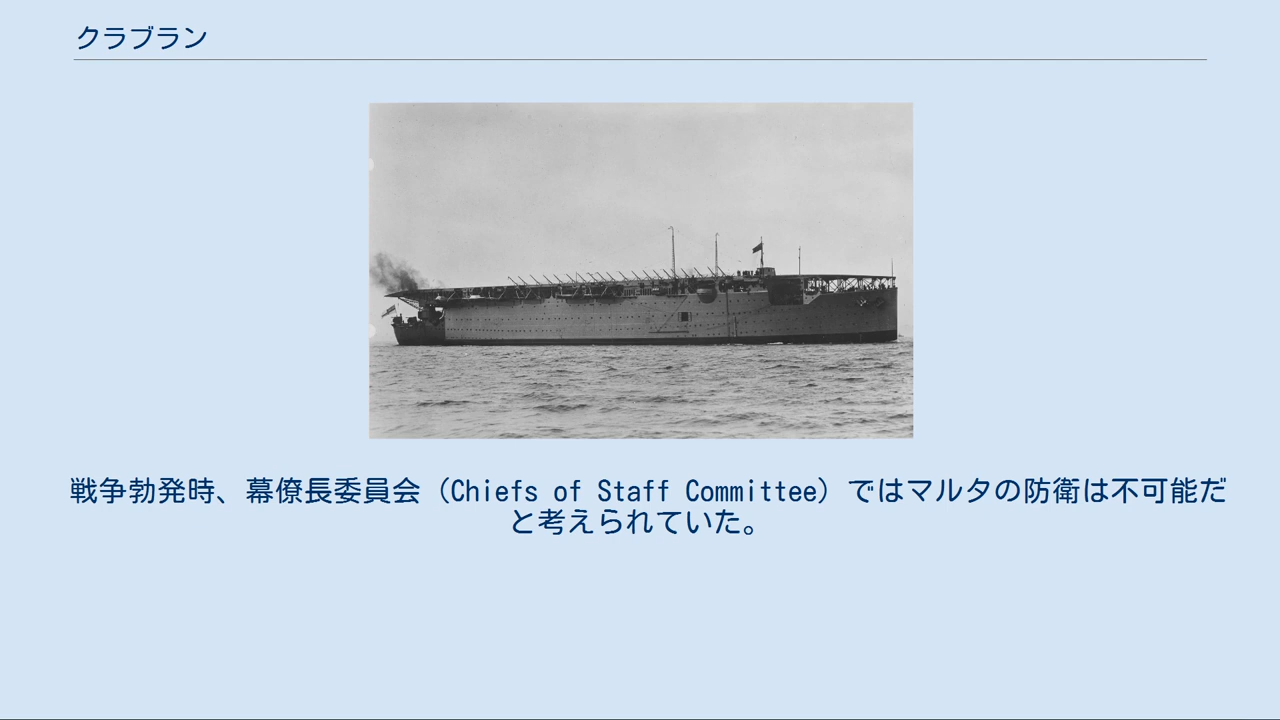 クラブラン
戦争勃発時、幕僚長委員会（Chiefs of Staff Committee）ではマルタの防衛は不可能だ
と考えられていた。